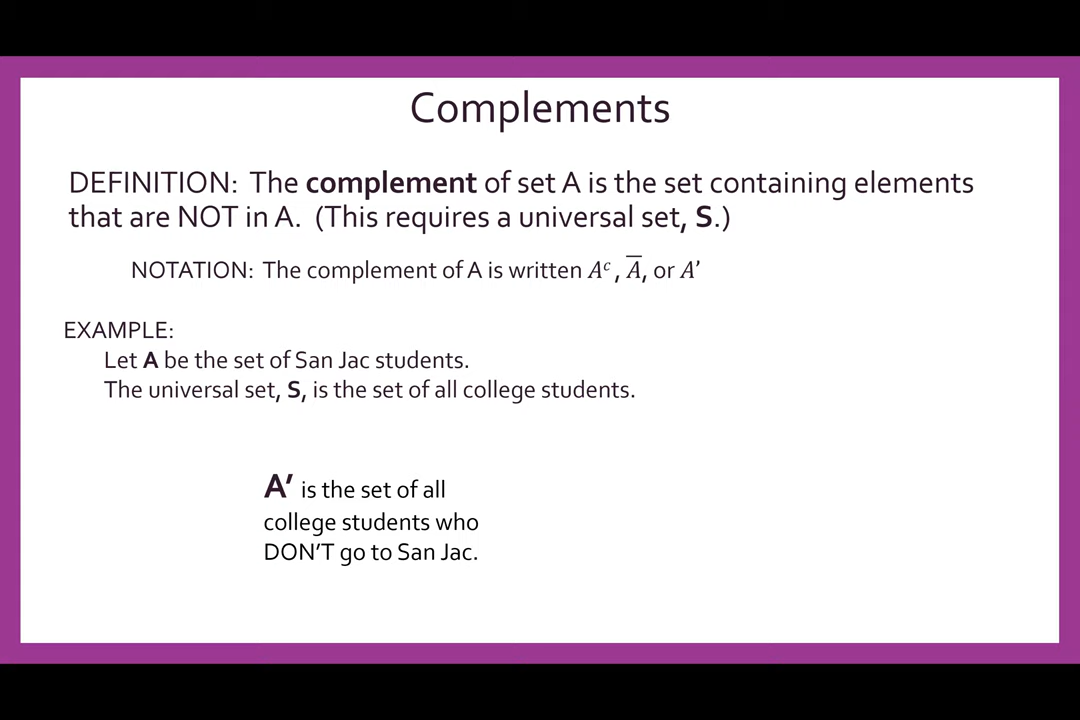 Complements
DEFINITION: The complement of set A is the set containing elements
that are NOT in A. (This requires a universal set, S.)
NOTATION: The complement of A is written Aᶜ, A̅, or A’
EXAMPLE:
Let A be the set of San Jac students.
The universal set, S, is the set of all college students.
A’ is the set of all
college students who
DON’T go to San Jac.